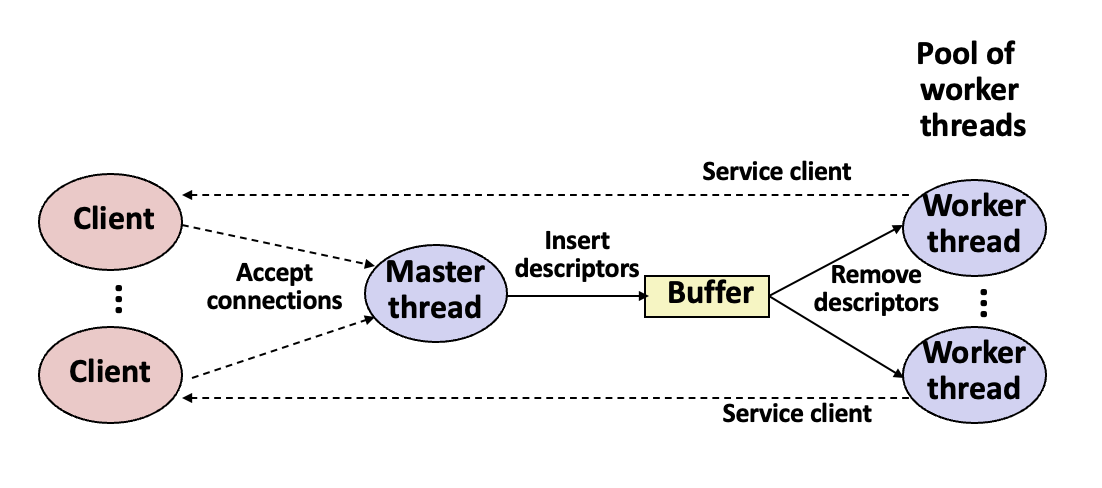 Pool of
worker
threads
Service client
Client
Worker
thread
Insert
descriptors
Accept
connections
Master
thread
Buffer
Remove
descriptors
Client
Worker
thread
Service client